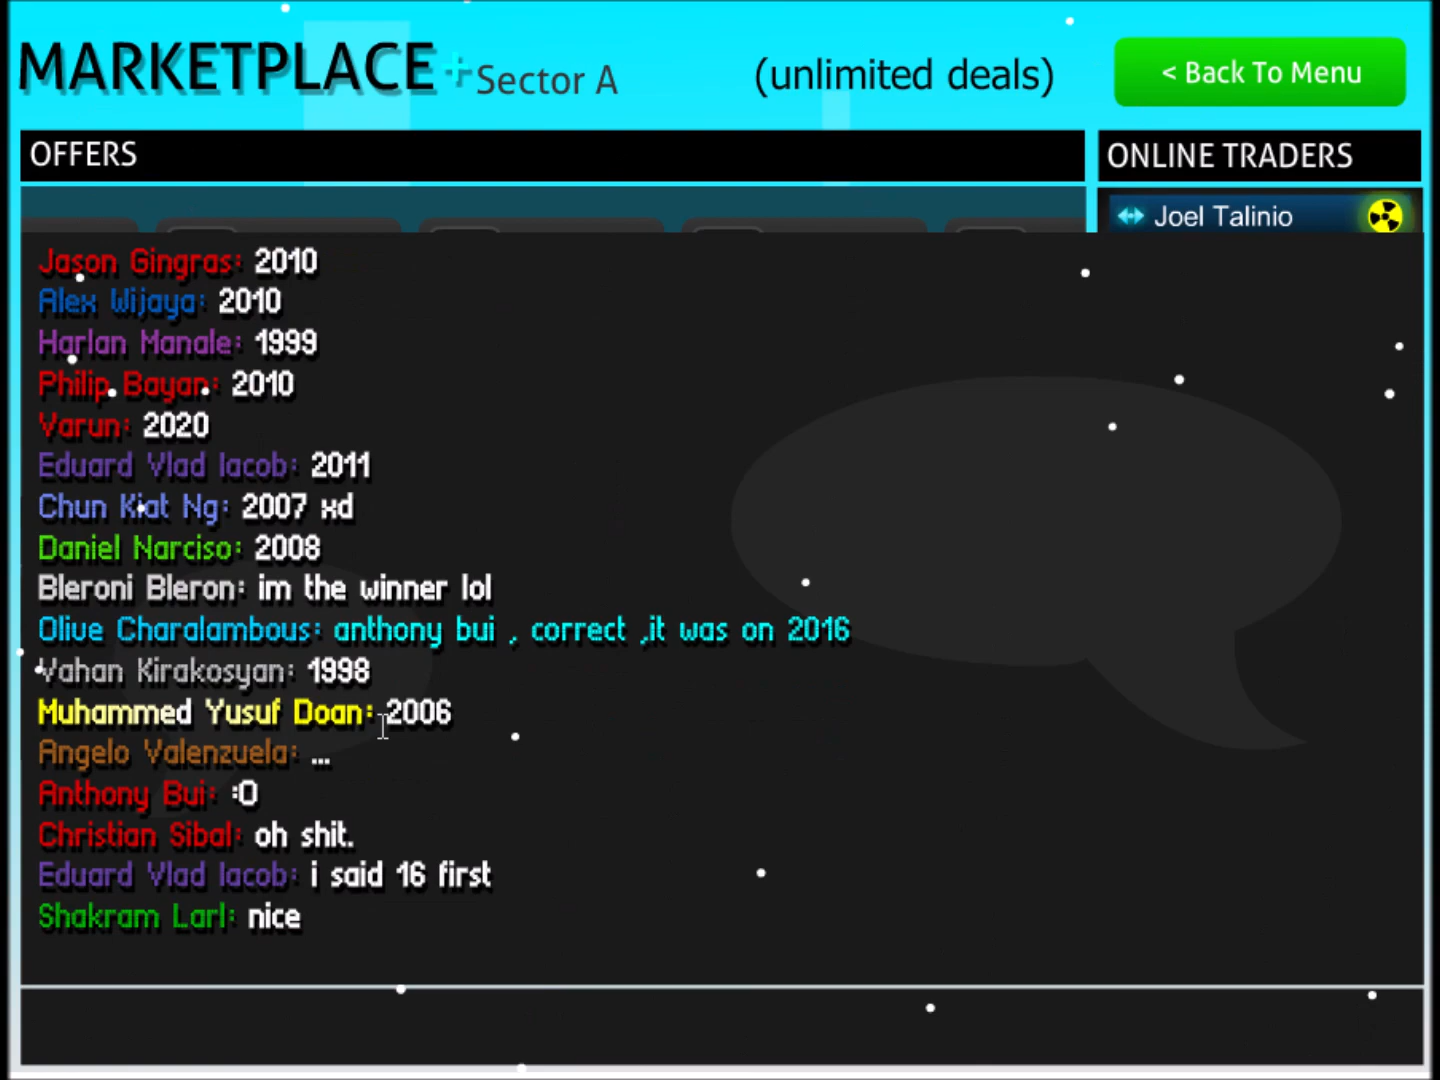 MARKETPLACE + Sector A (unlimited deals) < Back To Menu
OFFERS
ONLINE TRADERS
Joel Talinio
Jason Gingras: 2010
Alex Wijaya: 2010
Harlan Manale: 1999
Philip Bayan: 2010
Varun: 2020
Eduard Vlad Iacob: 2011
Chun Kiat Ng: 2007 xd
Daniel Narciso: 2008
Bleroni Bleron: im the winner lol
Olive Charalambous: anthony bui , correct ,it was on 2016
Vahan Kirakosyan: 1998
Muhammed Yusuf Doan: 2006
Angelo Valenzuela: ...
Anthony Bui: :O
Christian Sibal: oh shit.
Eduard Vlad Iacob: i said 16 first
Shakram Larl: nice